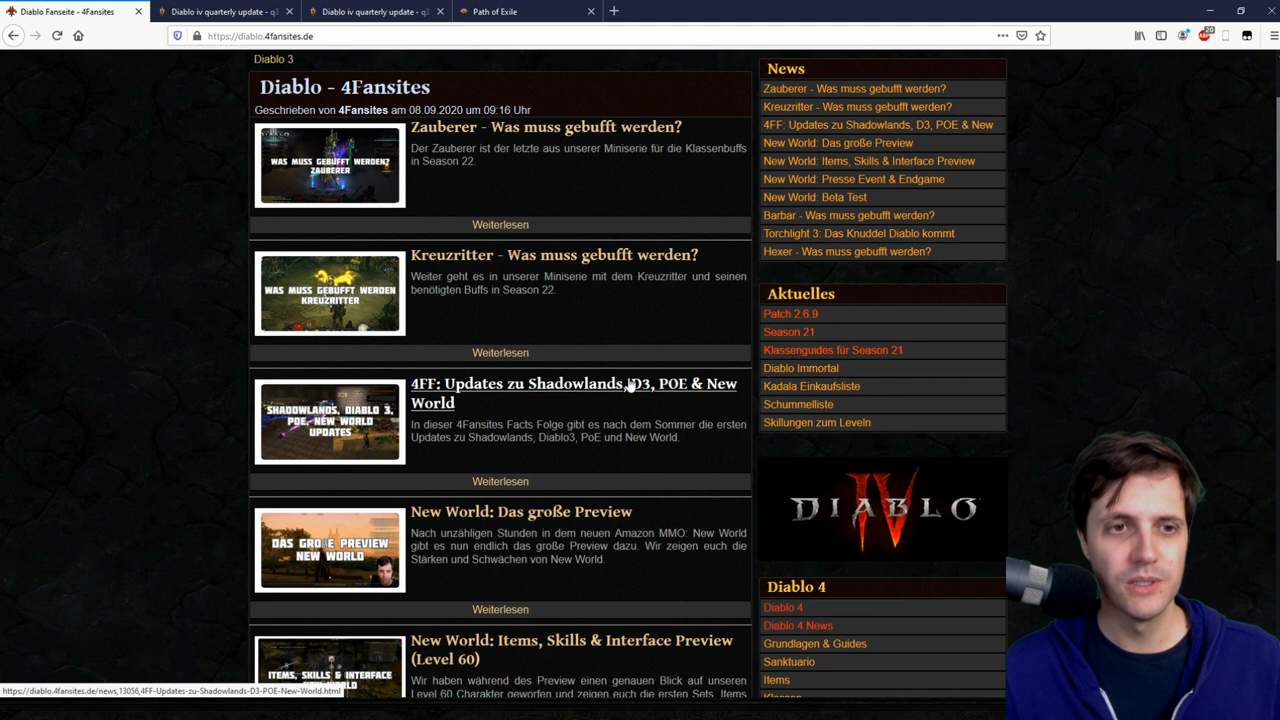 Diablo Fanseite - 4Fansites
Diablo iv quarterly update - q3
Diablo iv quarterly update - q3
Path of Exile
https://diablo.4fansites.de
20
Diablo 3
Diablo - 4Fansites
Geschrieben von 4Fansites am 08.09.2020 um 09:16 Uhr
WAS MUSS GEBUFFT WERDEN?
ZAUBERER
Zauberer - Was muss gebufft werden?
Der Zauberer ist der letzte aus unserer Miniserie für die Klassenbuffs
in Season 22.
Weiterlesen
WAS MUSS GEBUFFT WERDEN
KREUZRITTER
Kreuzritter - Was muss gebufft werden?
Weiter geht es in unserer Miniserie mit dem Kreuzritter und seinen
benötigten Buffs in Season 22.
Weiterlesen
SHADOWLANDS, DIABLO 3,
POE, NEW WORLD
UPDATES
4FF: Updates zu Shadowlands, D3, POE & New
World
In dieser 4Fansites Facts Folge gibt es nach dem Sommer die ersten
Updates zu Shadowlands, Diablo3, PoE und New World.
Weiterlesen
DAS GROßE PREVIEW
NEW WORLD
New World: Das große Preview
Nach unzähligen Stunden in dem neuen Amazon MMO: New World
gibt es nun endlich das große Preview dazu. Wir zeigen euch die
Stärken und Schwächen von New World.
Weiterlesen
ITEMS, SKILLS &
INTERFACE PREVIEW
New World: Items, Skills & Interface Preview
(Level 60)
Wir haben während des Preview einen genauen Blick auf unseren
Level 60 Charakter geworfen und zeigen euch die ersten Sets, Items
https://diablo.4fansites.de/news,13056,4FF-Updates-zu-Shadowlands-D3-POE-New-World.html
News
Zauberer - Was muss gebufft werden?
Kreuzritter - Was muss gebufft werden?
4FF: Updates zu Shadowlands, D3, POE & New
New World: Das große Preview
New World: Items, Skills & Interface Preview
New World: Presse Event & Endgame
New World: Beta Test
Barbar - Was muss gebufft werden?
Torchlight 3: Das Knuddel Diablo kommt
Hexer - Was muss gebufft werden?
Aktuelles
Patch 2.6.9
Season 21
Klassenguides für Season 21
Diablo Immortal
Kadala Einkaufsliste
Schummelliste
Skillungen zum Leveln
DIABLO IV
Diablo 4
Diablo 4
Diablo 4 News
Grundlagen & Guides
Sanktuario
Items
Klassen